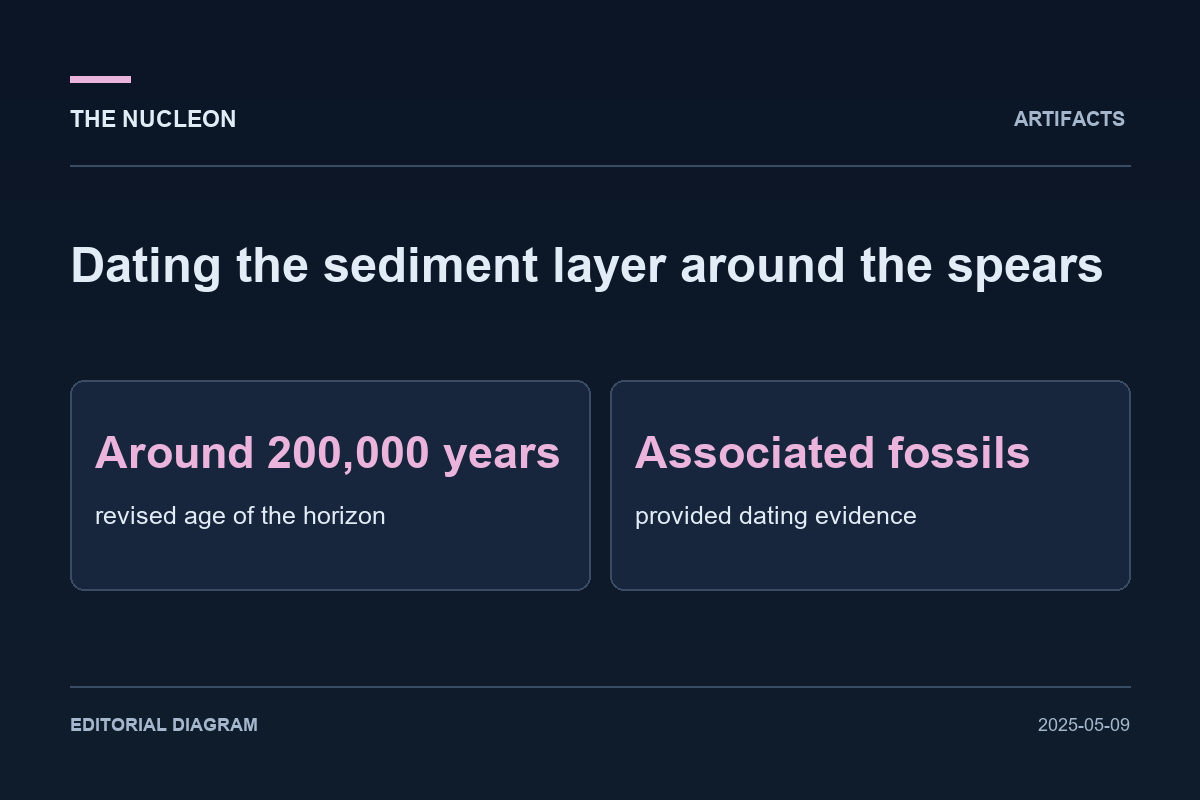 THE NUCLEON
ARTIFACTS
Dating the sediment layer around the spears
Around 200,000 years
revised age of the horizon
Associated fossils
provided dating evidence
EDITORIAL DIAGRAM
2025-05-09